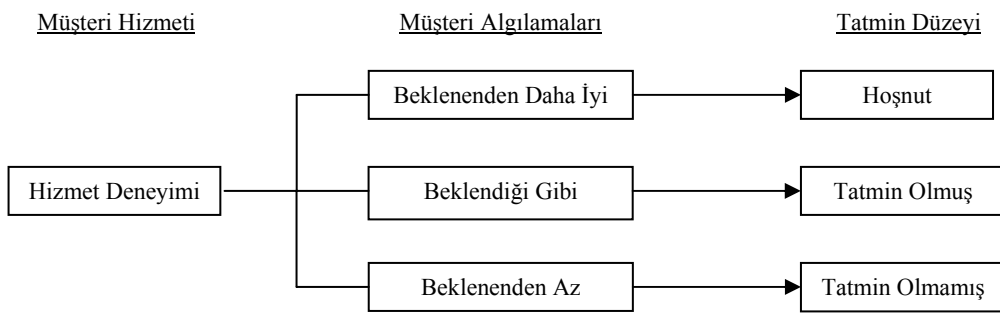 Müşteri Hizmeti Müşteri Algılamaları Tatmin Düzeyi
Beklenenden Daha İyi Hoşnut
Hizmet Deneyimi Beklendiği Gibi Tatmin Olmuş
Beklenenden Az Tatmin Olmamış